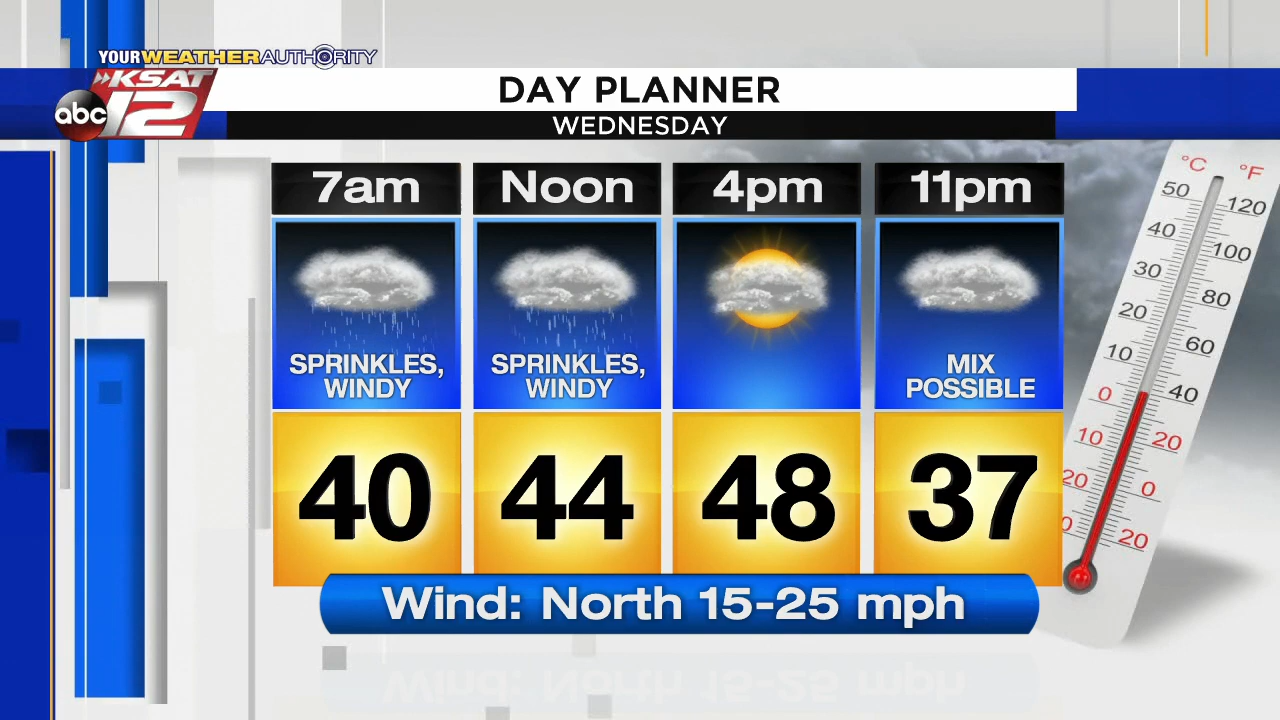 YOUR WEATHER AUTHORITY
KSAT
abc 12
DAY PLANNER
WEDNESDAY
7am Noon 4pm 11pm
SPRINKLES, WINDY
SPRINKLES, WINDY
MIX POSSIBLE
40 44 48 37
Wind: North 15-25 mph
°C °F
50 120
40 100
30 80
20 60
10 40
0 20
10 0
20 20
0